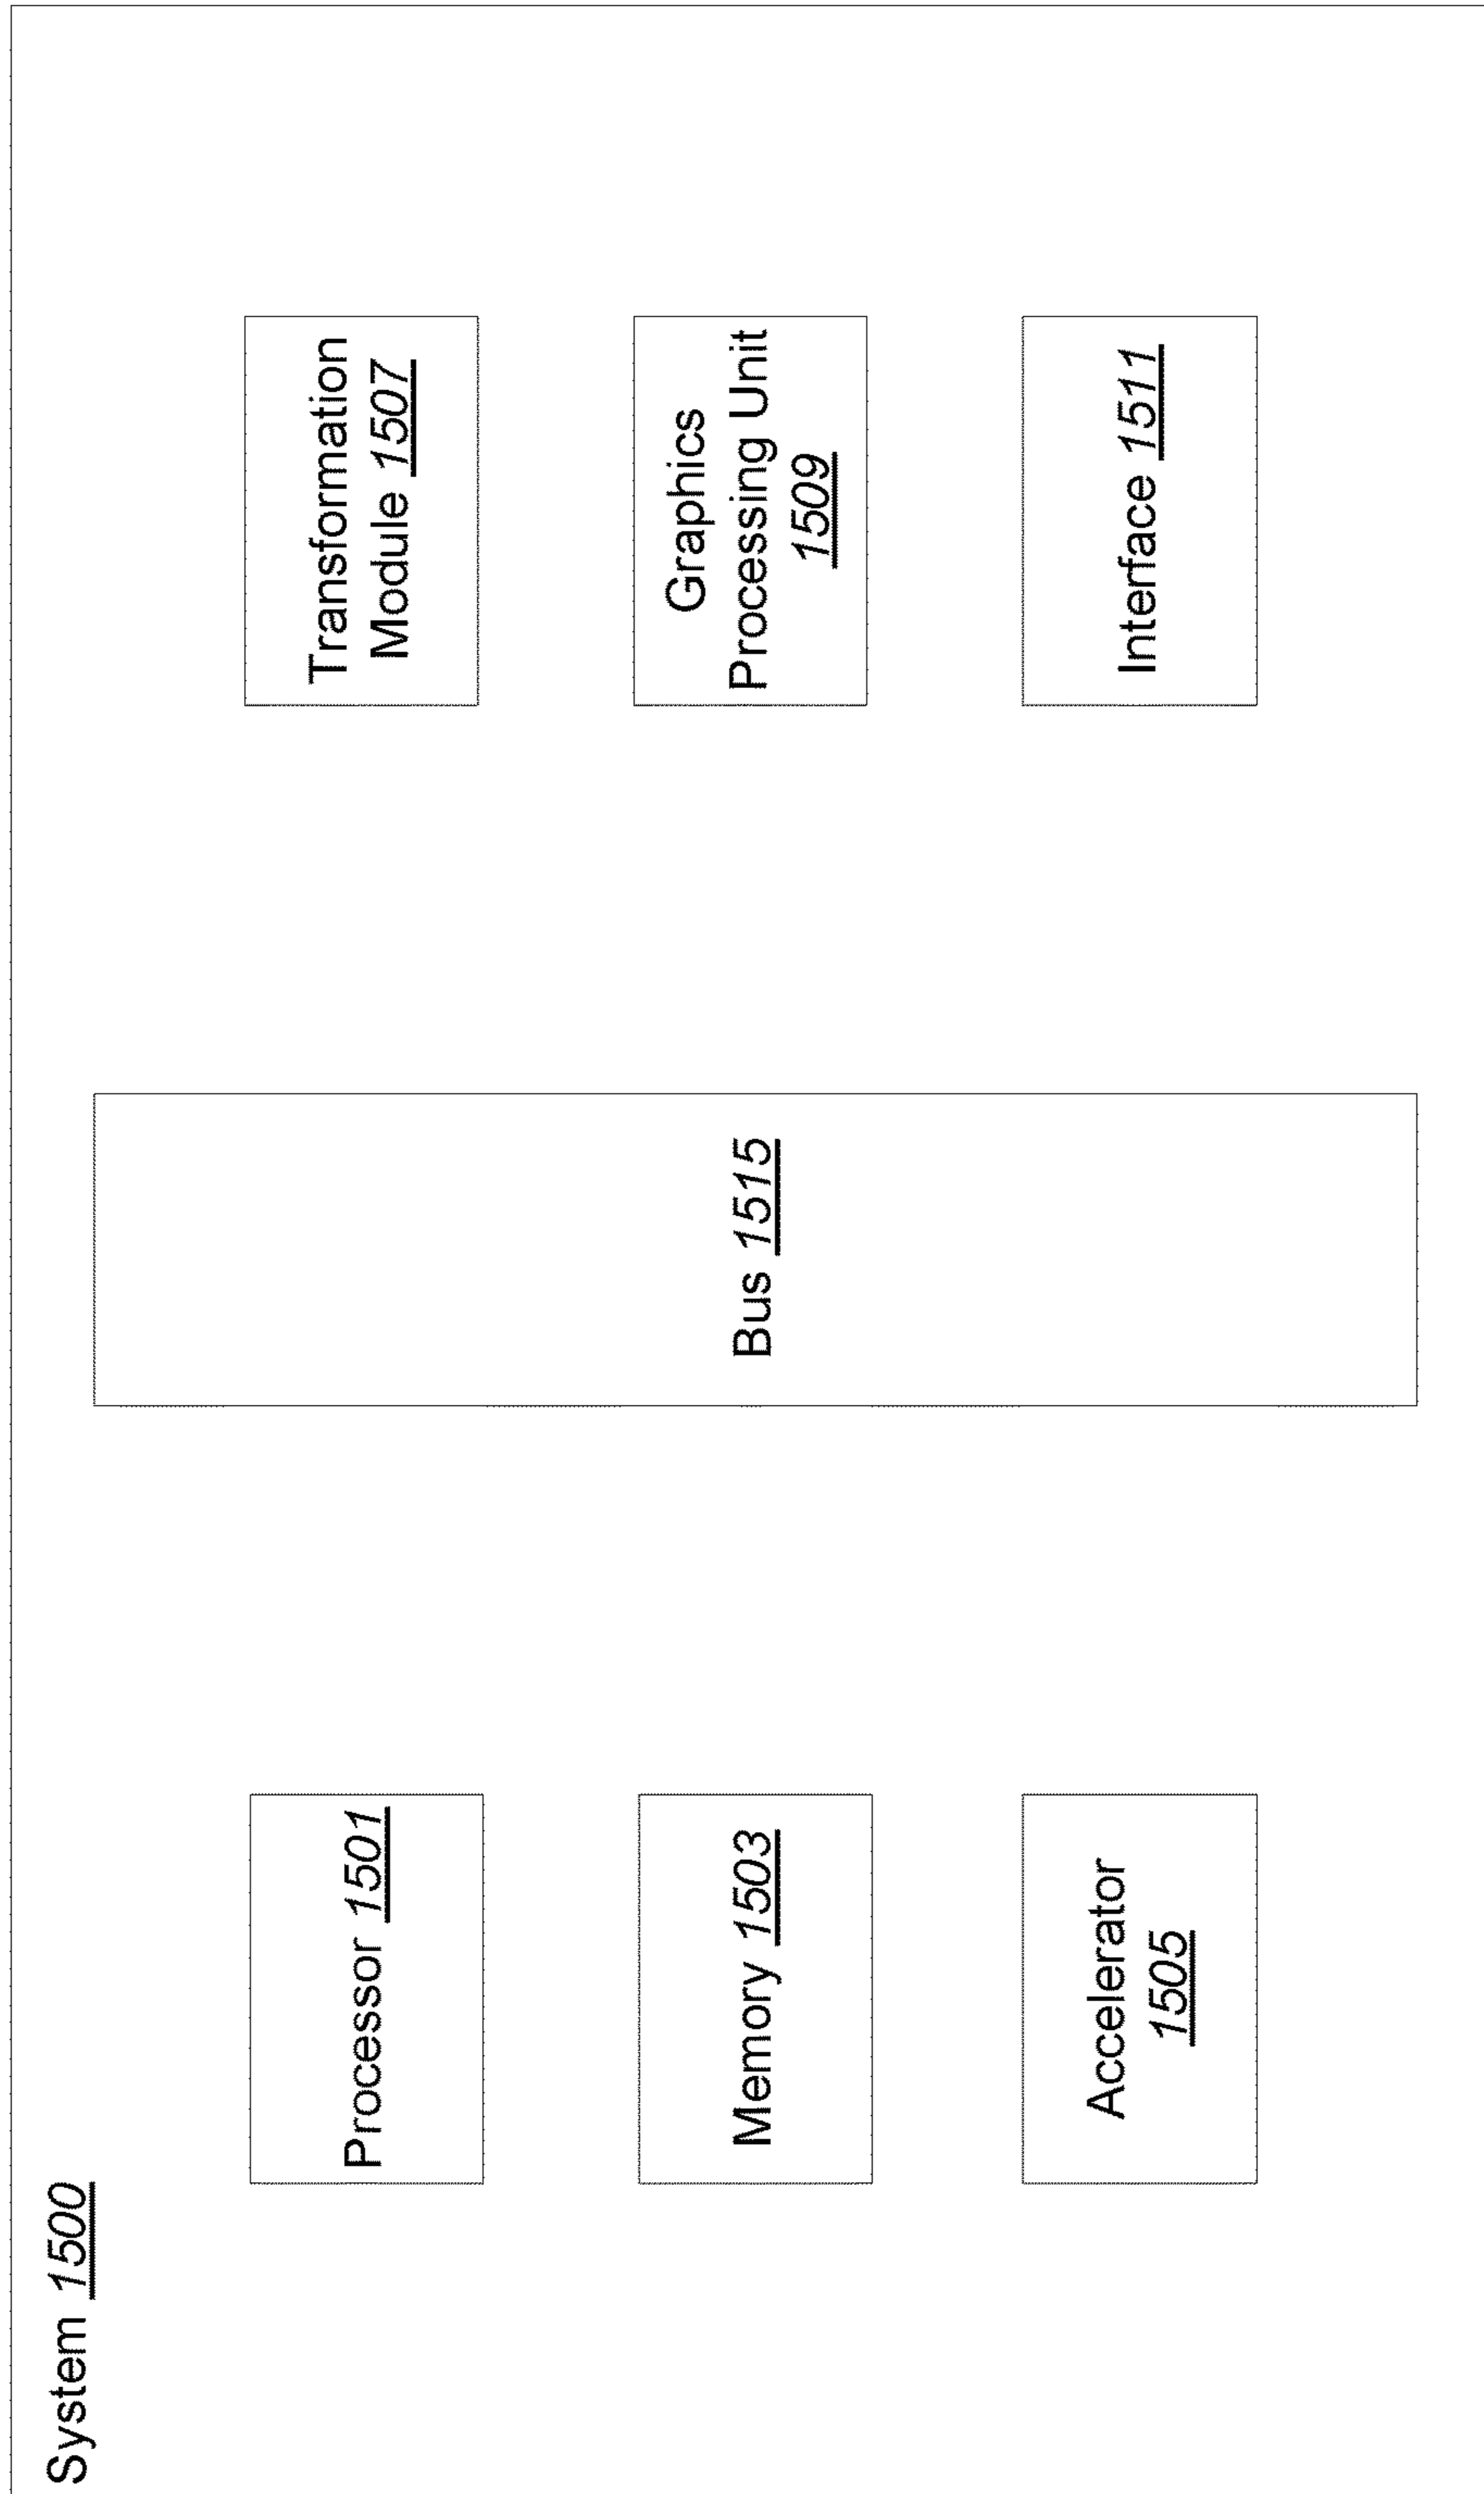 System 1500
Processor 1501
Memory 1503
Accelerator
1505
Bus 1515
Transformation
Module 1507
Graphics
Processing Unit
1509
Interface 1511